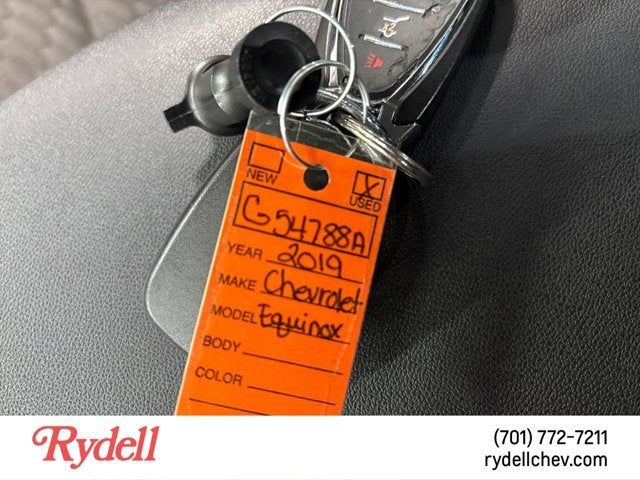 NEW
X
USED
G54788A
YEAR 2019
MAKE Chevrolet
MODEL Equinox
BODY
COLOR
Rydell
(701) 772-7211
rydellchev.com